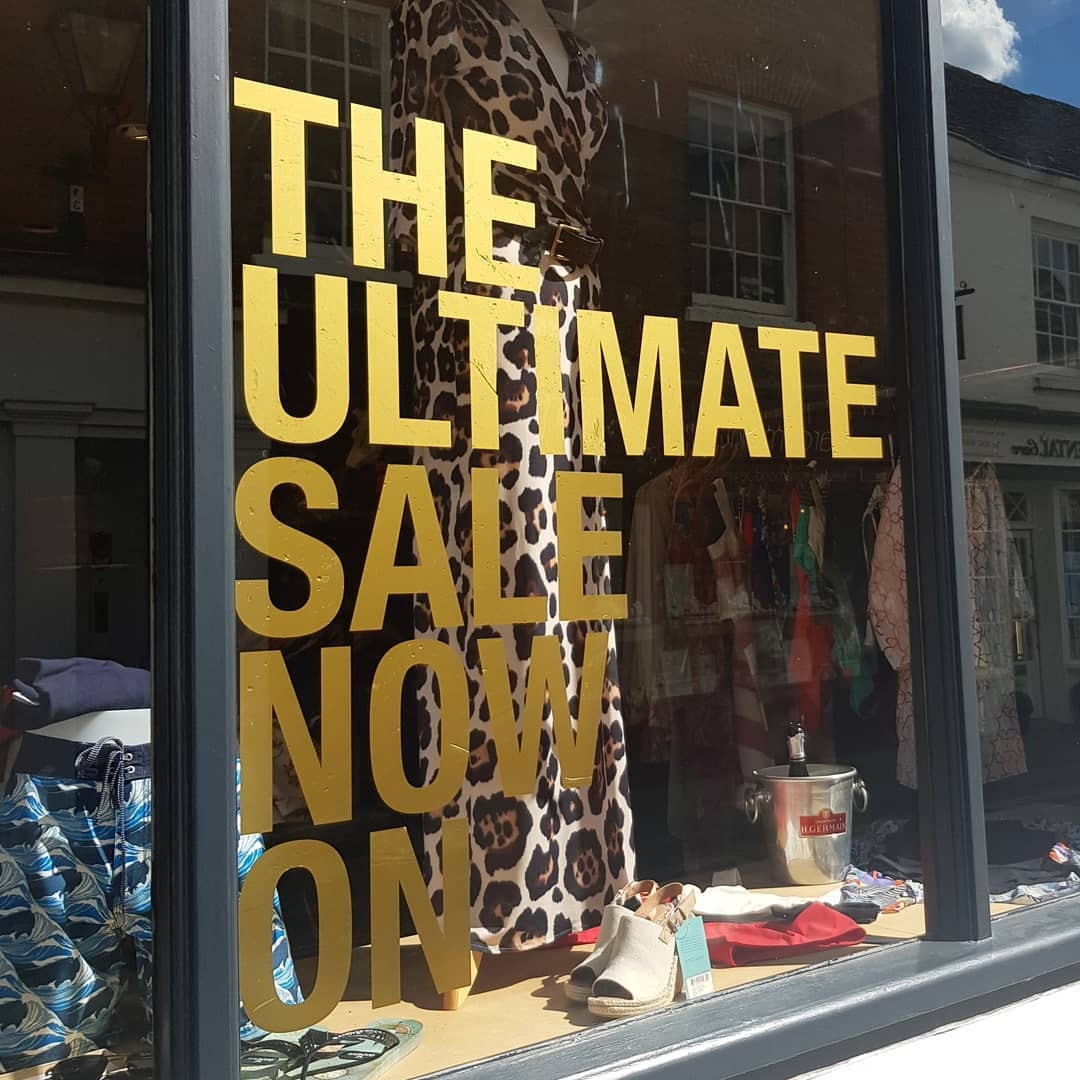 THE
ULTIMATE
SALE
NOW
ON
H.GERMAIN